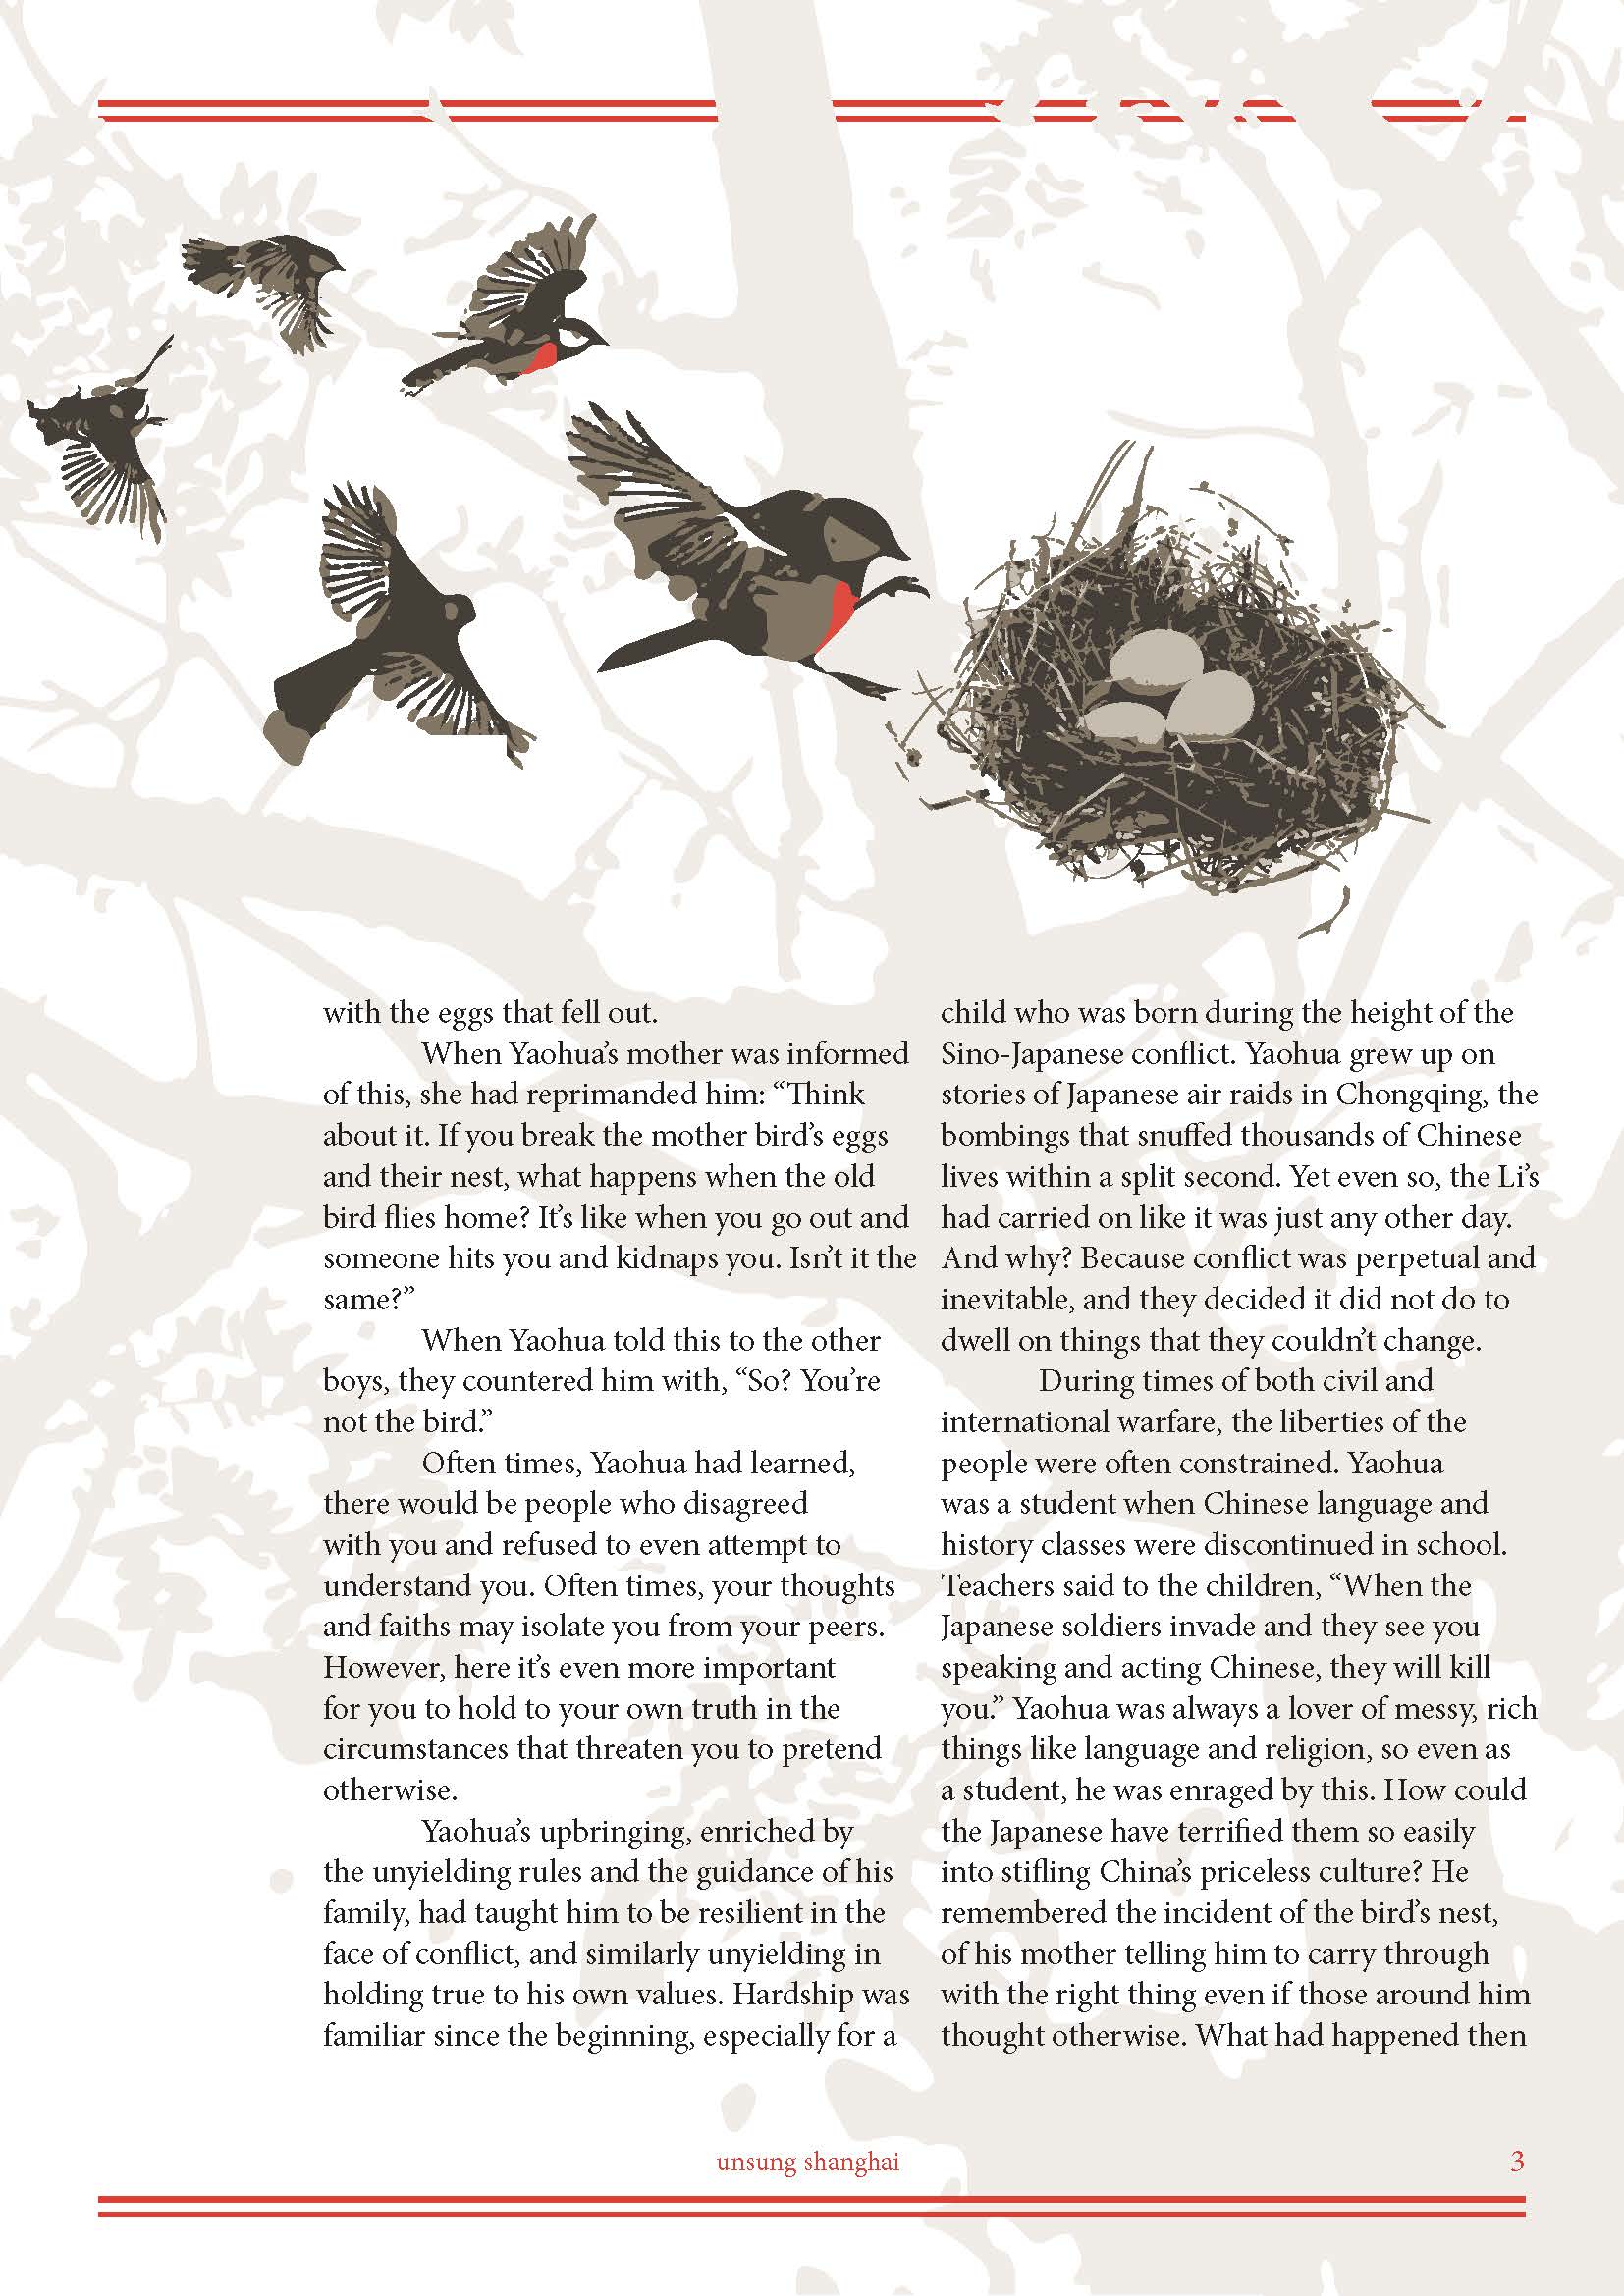 with the eggs that fell out.
When Yaohua’s mother was informed
of this, she had reprimanded him: “Think
about it. If you break the mother bird’s eggs
and their nest, what happens when the old
bird flies home? It’s like when you go out and
someone hits you and kidnaps you. Isn’t it the
same?”
When Yaohua told this to the other
boys, they countered him with, “So? You’re
not the bird.”
Often times, Yaohua had learned,
there would be people who disagreed
with you and refused to even attempt to
understand you. Often times, your thoughts
and faiths may isolate you from your peers.
However, here it’s even more important
for you to hold to your own truth in the
circumstances that threaten you to pretend
otherwise.
Yaohua’s upbringing, enriched by
the unyielding rules and the guidance of his
family, had taught him to be resilient in the
face of conflict, and similarly unyielding in
holding true to his own values. Hardship was
familiar since the beginning, especially for a
child who was born during the height of the
Sino-Japanese conflict. Yaohua grew up on
stories of Japanese air raids in Chongqing, the
bombings that snuffed thousands of Chinese
lives within a split second. Yet even so, the Li’s
had carried on like it was just any other day.
And why? Because conflict was perpetual and
inevitable, and they decided it did not do to
dwell on things that they couldn’t change.
During times of both civil and
international warfare, the liberties of the
people were often constrained. Yaohua
was a student when Chinese language and
history classes were discontinued in school.
Teachers said to the children, “When the
Japanese soldiers invade and they see you
speaking and acting Chinese, they will kill
you.” Yaohua was always a lover of messy, rich
things like language and religion, so even as
a student, he was enraged by this. How could
the Japanese have terrified them so easily
into stifling China’s priceless culture? He
remembered the incident of the bird’s nest,
of his mother telling him to carry through
with the right thing even if those around him
thought otherwise. What had happened then
unsung shanghai
3